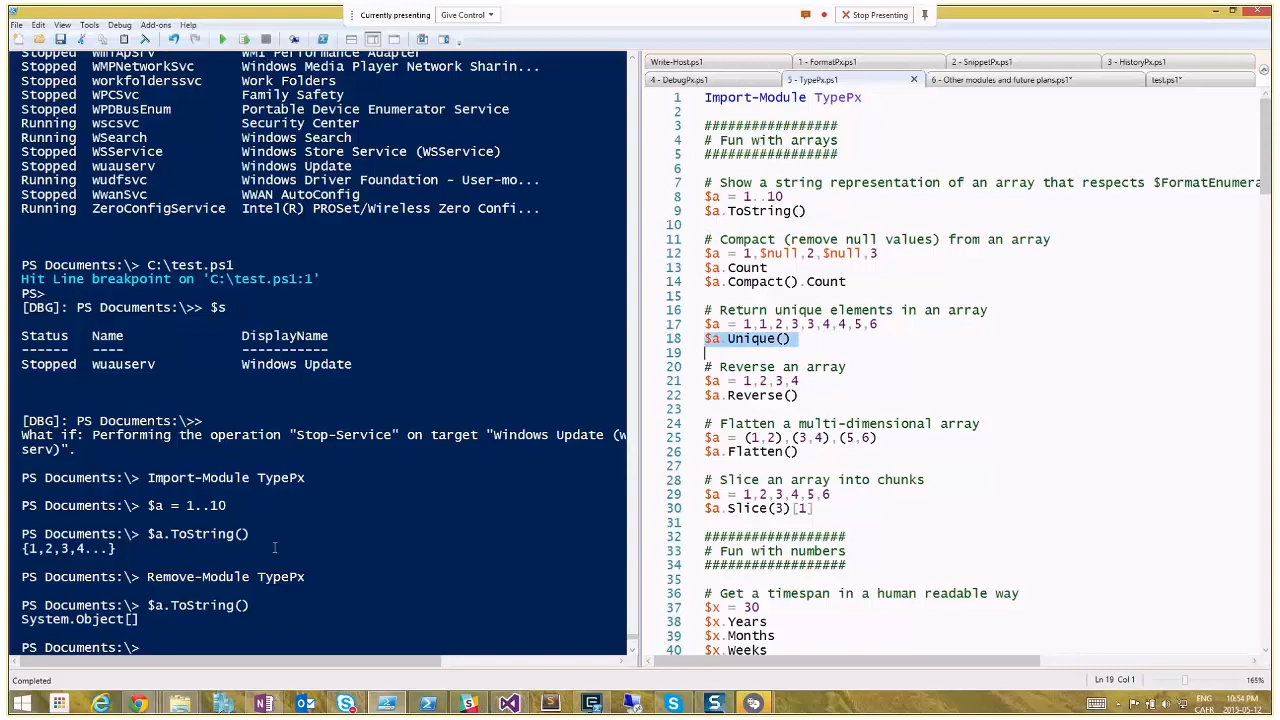 Currently presenting Give Control Stop Presenting
File Edit View Tools Debug Add-ons Help
Stopped WmiApSrv WMI Performance Adapter
Stopped WMPNetworkSvc Windows Media Player Network Sharin...
Stopped workfolderssvc Work Folders
Stopped WPCSvc Family Safety
Stopped WPDBusEnum Portable Device Enumerator Service
Running wscsvc Security Center
Running WSearch Windows Search
Running WSService Windows Store Service (WSService)
Stopped wuauserv Windows Update
Running wudfsvc Windows Driver Foundation - User-mo...
Running WwanSvc WWAN AutoConfig
Running ZeroConfigService Intel(R) PROSet/Wireless Zero Confi...
PS Documents:\> C:\test.ps1
Hit Line breakpoint on 'C:\test.ps1:1'
PS>
[DBG]: PS Documents:\>> $s
Status Name DisplayName
------ ---- -----------
Stopped wuauserv Windows Update
[DBG]: PS Documents:\>>
What if: Performing the operation "Stop-Service" on target "Windows Update (w
serv)".
PS Documents:\> Import-Module TypePx
PS Documents:\> $a = 1..10
PS Documents:\> $a.ToString()
{1,2,3,4...}
PS Documents:\> Remove-Module TypePx
PS Documents:\> $a.ToString()
System.Object[]
PS Documents:\>
Write-Host.ps1 1 - FormatPx.ps1 2 - SnippetPx.ps1 3 - HistoryPx.ps1
4 - DebugPx.ps1 5 - TypePx.ps1 6 - Other modules and future plans.ps1* test.ps1*
1 Import-Module TypePx
2
3 #################
4 # Fun with arrays
5 #################
6
7 # Show a string representation of an array that respects $FormatEnumera
8 $a = 1..10
9 $a.ToString()
10
11 # Compact (remove null values) from an array
12 $a = 1,$null,2,$null,3
13 $a.Count
14 $a.Compact().Count
15
16 # Return unique elements in an array
17 $a = 1,1,2,3,3,4,4,5,6
18 $a.Unique()
19
20 # Reverse an array
21 $a = 1,2,3,4
22 $a.Reverse()
23
24 # Flatten a multi-dimensional array
25 $a = (1,2),(3,4),(5,6)
26 $a.Flatten()
27
28 # Slice an array into chunks
29 $a = 1,2,3,4,5,6
30 $a.Slice(3)[1]
31
32 ##################
33 # Fun with numbers
34 ##################
35
36 # Get a timespan in a human readable way
37 $x = 30
38 $x.Years
39 $x.Months
40 $x.Weeks
Completed Ln 19 Col 1 165%
ENG 10:54 PM
CAFR 2015-05-12